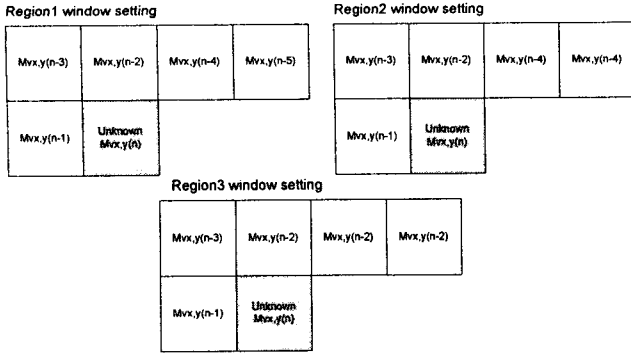 Region1 window setting
Mvx,y(n-3) Mvx,y(n-2) Mvx,y(n-4) Mvx,y(n-5)
Mvx,y(n-1) Unknown
Mvx,y(n)
Region2 window setting
Mvx,y(n-3) Mvx,y(n-2) Mvx,y(n-4) Mvx,y(n-4)
Mvx,y(n-1) Unknown
Mvx,y(n)
Region3 window setting
Mvx,y(n-3) Mvx,y(n-2) Mvx,y(n-2) Mvx,y(n-2)
Mvx,y(n-1) Unknown
Mvx,y(n)